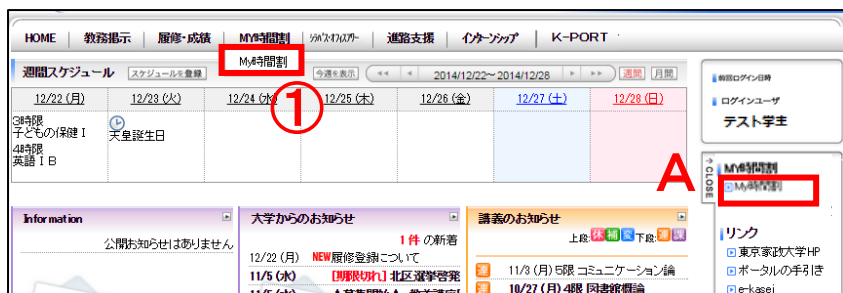 HOME 教務掲示 履修・成績 MY時間割 シラバス・オフィスアワー 進路支援 インターンシップ K-PORT
My時間割
①
週間スケジュール スケジュールを登録 今週を表示 2014/12/22～2014/12/28 週間 月間
12/22 (月) 12/23 (火) 12/24 (水) 12/25 (木) 12/26 (金) 12/27 (土) 12/28 (日)
3時限
子どもの保健Ⅰ
4時限
英語ⅠB
天皇誕生日
Information
公開お知らせはありません
大学からのお知らせ
1件 の新着
12/22 (月) NEW履修登録について
11/5 (水) 【期限切れ】北区選挙啓発
講義のお知らせ
上段:休補変下段:連課
連 11/3 (月) 5限 コミュニケーション論
連 10/27 (月) 4限 図書館概論
前回ログイン日時
ログインユーザ
テスト学生
A
CLOSE
MY時間割
My時間割
リンク
東京家政大学HP
ポータルの手引き
e-kasei